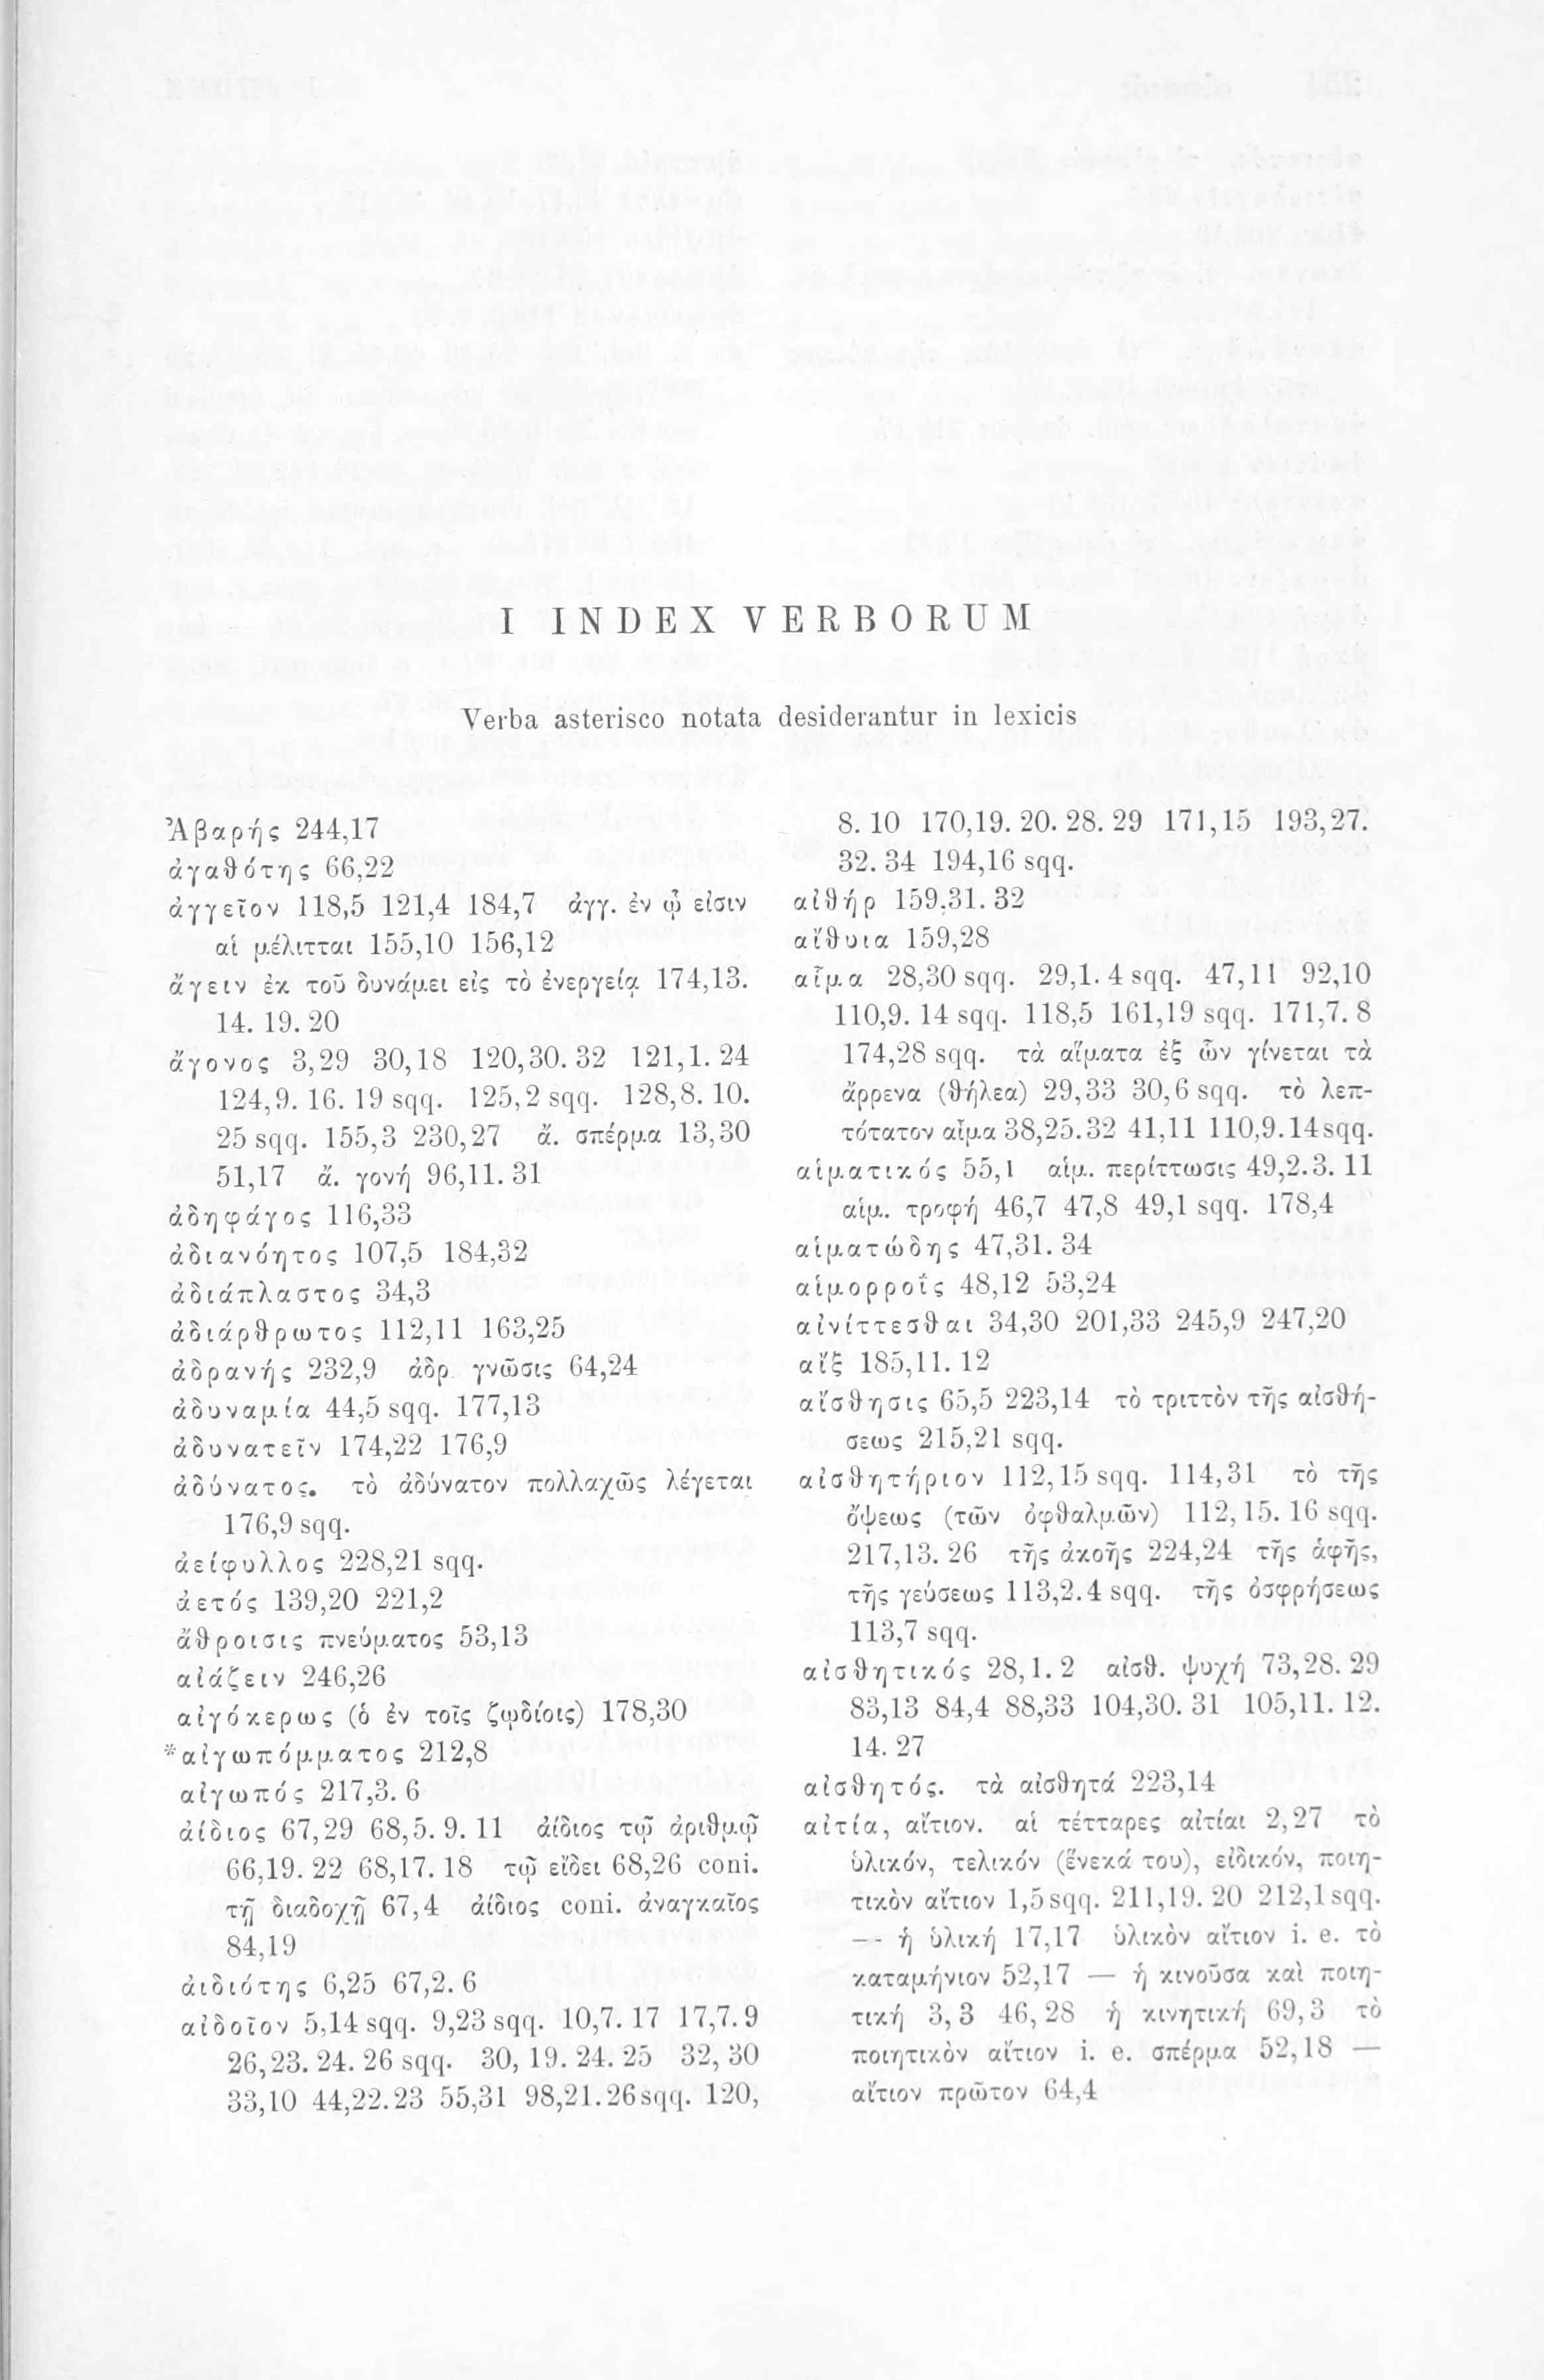 I INDEX VERBORUM
Verba asterisco notata desiderantur in lexicis
Ἀβαρής 244,17
ἀγαθότης 66,22
ἀγγεῖον 118,5 121,4 184,7 ἀγγ. ἐν ᾧ εἰσιν
αἱ μέλιτται 155,10 156,12
ἄγειν ἐκ τοῦ δυνάμει εἰς τὸ ἐνεργείᾳ 174,13.
14. 19. 20
ἄγονος 3,29 30,18 120,30. 32 121,1. 24
124,9. 16. 19 sqq. 125,2 sqq. 128,8. 10.
25 sqq. 155,3 230,27 ἄ. σπέρμα 13,30
51,17 ἄ. γονή 96,11. 31
ἀδηφάγος 116,33
ἀδιανόητος 107,5 184,32
ἀδιάπλαστος 34,3
ἀδιάρθρωτος 112,11 163,25
ἀδρανής 232,9 ἀδρ. γνῶσις 64,24
ἀδυναμία 44,5 sqq. 177,13
ἀδυνατεῖν 174,22 176,9
ἀδύνατος. τὸ ἀδύνατον πολλαχῶς λέγεται
176,9 sqq.
ἀείφυλλος 228,21 sqq.
ἀετός 139,20 221,2
ἄθροισις πνεύματος 53,13
αἰάζειν 246,26
αἰγόκερως (ὁ ἐν τοῖς ζῳδίοις) 178,30
*αἰγωπόμματος 212,8
αἰγωπός 217,3. 6
ἀίδιος 67,29 68,5. 9. 11 ἀίδιος τῷ ἀριθμῷ
66,19. 22 68,17. 18 τῷ εἴδει 68,26 coni.
τῇ διαδοχῇ 67,4 ἀίδιος coni. ἀναγκαῖος
84,19
ἀιδιότης 6,25 67,2. 6
αἰδοῖον 5,14 sqq. 9,23 sqq. 10,7. 17 17,7. 9
26,23. 24. 26 sqq. 30, 19. 24. 25 32, 30
33,10 44,22.23 55,31 98,21.26 sqq. 120,
8. 10 170,19. 20. 28. 29 171,15 193,27.
32. 34 194,16 sqq.
αἰθήρ 159,31. 32
αἴθυια 159,28
αἷμα 28,30 sqq. 29,1. 4 sqq. 47,11 92,10
110,9. 14 sqq. 118,5 161,19 sqq. 171,7. 8
174,28 sqq. τὰ αἵματα ἐξ ὧν γίνεται τὰ
ἄρρενα (θήλεα) 29,33 30,6 sqq. τὸ λεπ-
τότατον αἷμα 38,25.32 41,11 110,9.14 sqq.
αἱματικός 55,1 αἱμ. περίττωσις 49,2.3. 11
αἱμ. τροφή 46,7 47,8 49,1 sqq. 178,4
αἱματώδης 47,31. 34
αἱμορροΐς 48,12 53,24
αἰνίττεσθαι 34,30 201,33 245,9 247,20
αἴξ 185,11. 12
αἴσθησις 65,5 223,14 τὸ τριττὸν τῆς αἰσθή-
σεως 215,21 sqq.
αἰσθητήριον 112,15 sqq. 114,31 τὸ τῆς
ὄψεως (τῶν ὀφθαλμῶν) 112, 15. 16 sqq.
217,13. 26 τῆς ἀκοῆς 224,24 τῆς ἁφῆς,
τῆς γεύσεως 113,2.4 sqq. τῆς ὀσφρήσεως
113,7 sqq.
αἰσθητικός 28,1. 2 αἰσθ. ψυχή 73,28. 29
83,13 84,4 88,33 104,30. 31 105,11. 12.
14. 27
αἰσθητός. τὰ αἰσθητά 223,14
αἰτία, αἴτιον. αἱ τέτταρες αἰτίαι 2,27 τὸ
ὑλικόν, τελικόν (ἕνεκά του), εἰδικόν, ποιη-
τικὸν αἴτιον 1,5 sqq. 211,19. 20 212,1 sqq.
— ἡ ὑλική 17,17 ὑλικὸν αἴτιον i. e. τὸ
καταμήνιον 52,17 — ἡ κινοῦσα καὶ ποιη-
τική 3, 3 46, 28 ἡ κινητική 69,3 τὸ
ποιητικὸν αἴτιον i. e. σπέρμα 52,18 —
αἴτιον πρῶτον 64,4